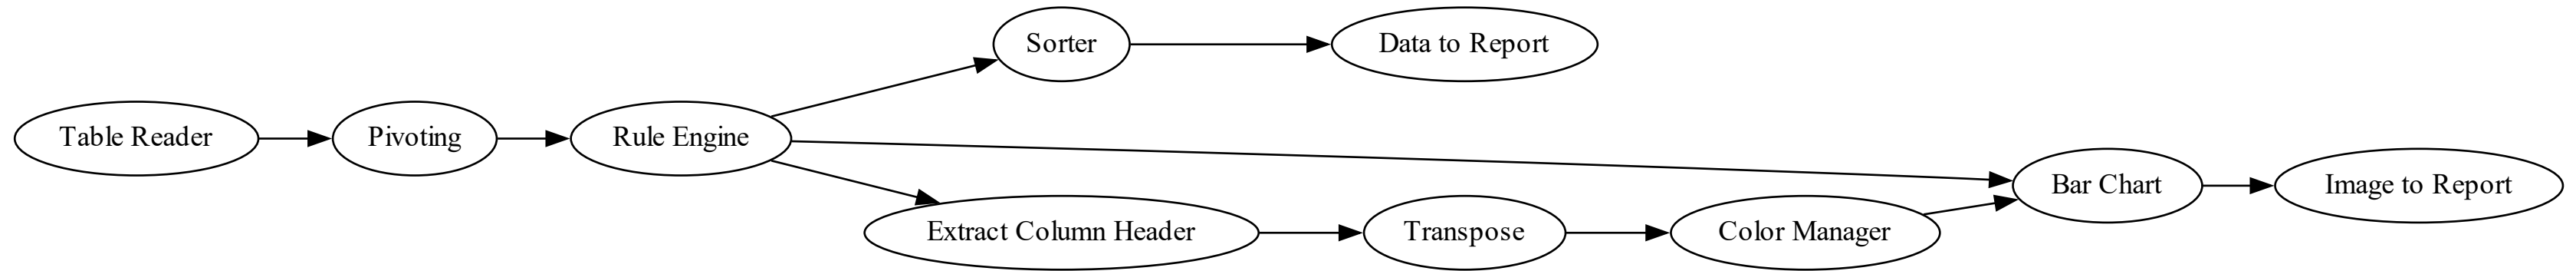 Sorter
Data to Report
Table Reader
Pivoting
Rule Engine
Bar Chart
Image to Report
Extract Column Header
Transpose
Color Manager